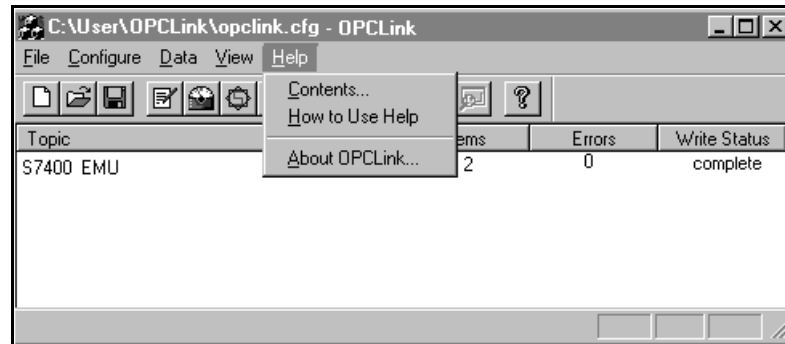 C:\User\OPCLink\opclink.cfg - OPCLink
File Configure Data View Help
Contents...
How to Use Help
About OPCLink...
Topic ems Errors Write Status
S7400 EMU 2 0 complete